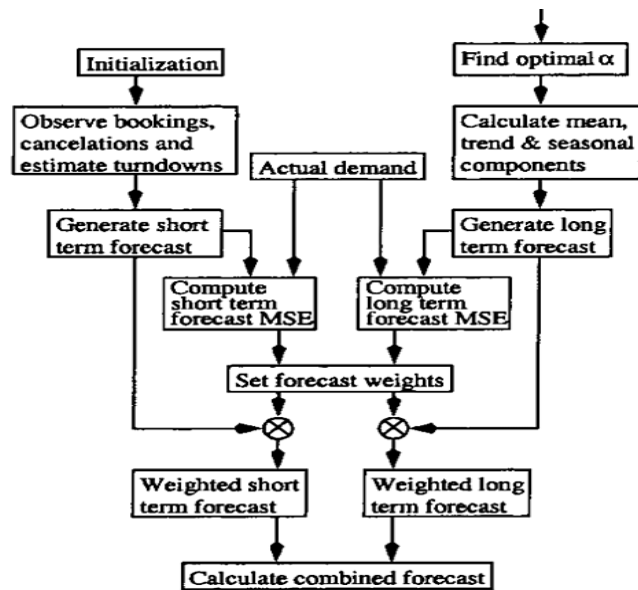 Initialization
Find optimal α
Observe bookings,
cancelations and
estimate turndowns
Calculate mean,
trend & seasonal
components
Actual demand
Generate short
term forecast
Generate long
term forecast
Compute
short term
forecast MSE
Compute
long term
forecast MSE
Set forecast weights
Weighted short
term forecast
Weighted long
term forecast
Calculate combined forecast